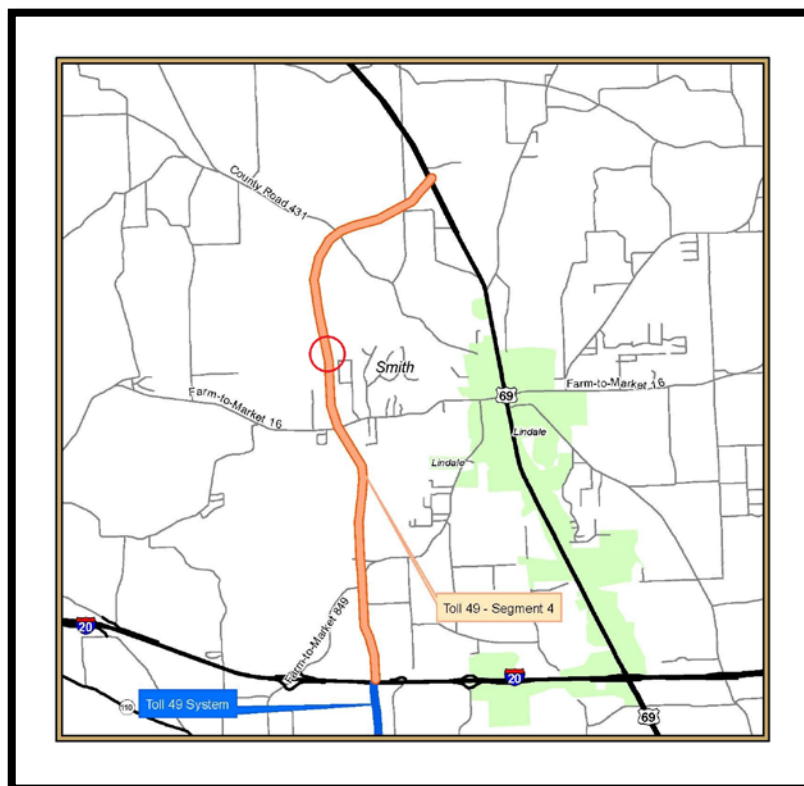 County Road 431
Smith
Farm-to-Market 16
69
Farm-to-Market 16
Lindale
Lindale
Toll 49 - Segment 4
Farm-to-Market 849
20
20
110
Toll 49 System
69